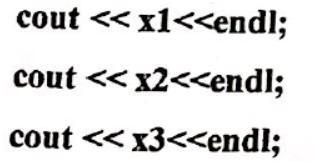 cout << x1<<endl;
cout << x2<<endl;
cout << x3<<endl;